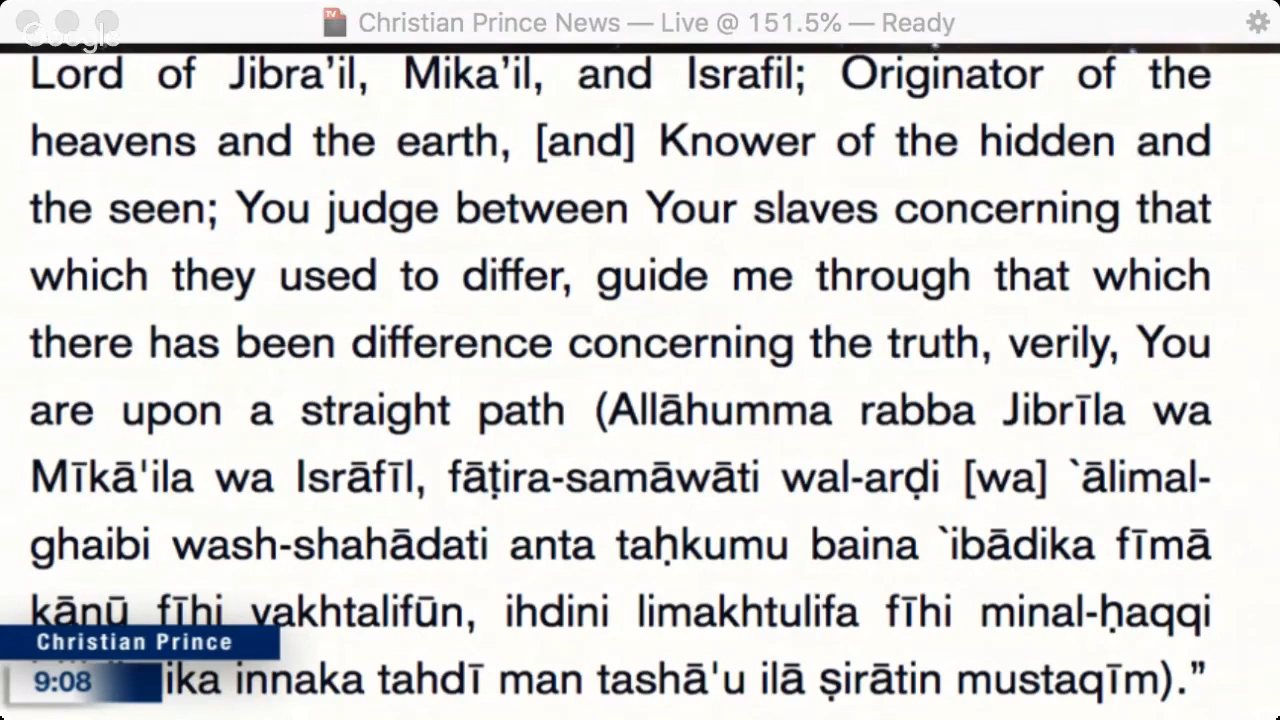 Christian Prince News — Live @ 151.5% — Ready
Google
Lord of Jibra’il, Mika’il, and Israfil; Originator of the
heavens and the earth, [and] Knower of the hidden and
the seen; You judge between Your slaves concerning that
which they used to differ, guide me through that which
there has been difference concerning the truth, verily, You
are upon a straight path (Allāhumma rabba Jibrīla wa
Mīkā'ila wa Isrāfīl, fāṭira-samāwāti wal-arḍi [wa] `ālimal-
ghaibi wash-shahādati anta taḥkumu baina `ibādika fīmā
kānū fīhi yakhtalifūn, ihdini limakhtulifa fīhi minal-ḥaqqi
Christian Prince
9:08
innaka tahdī man tashā'u ilā ṣirātin mustaqīm).”